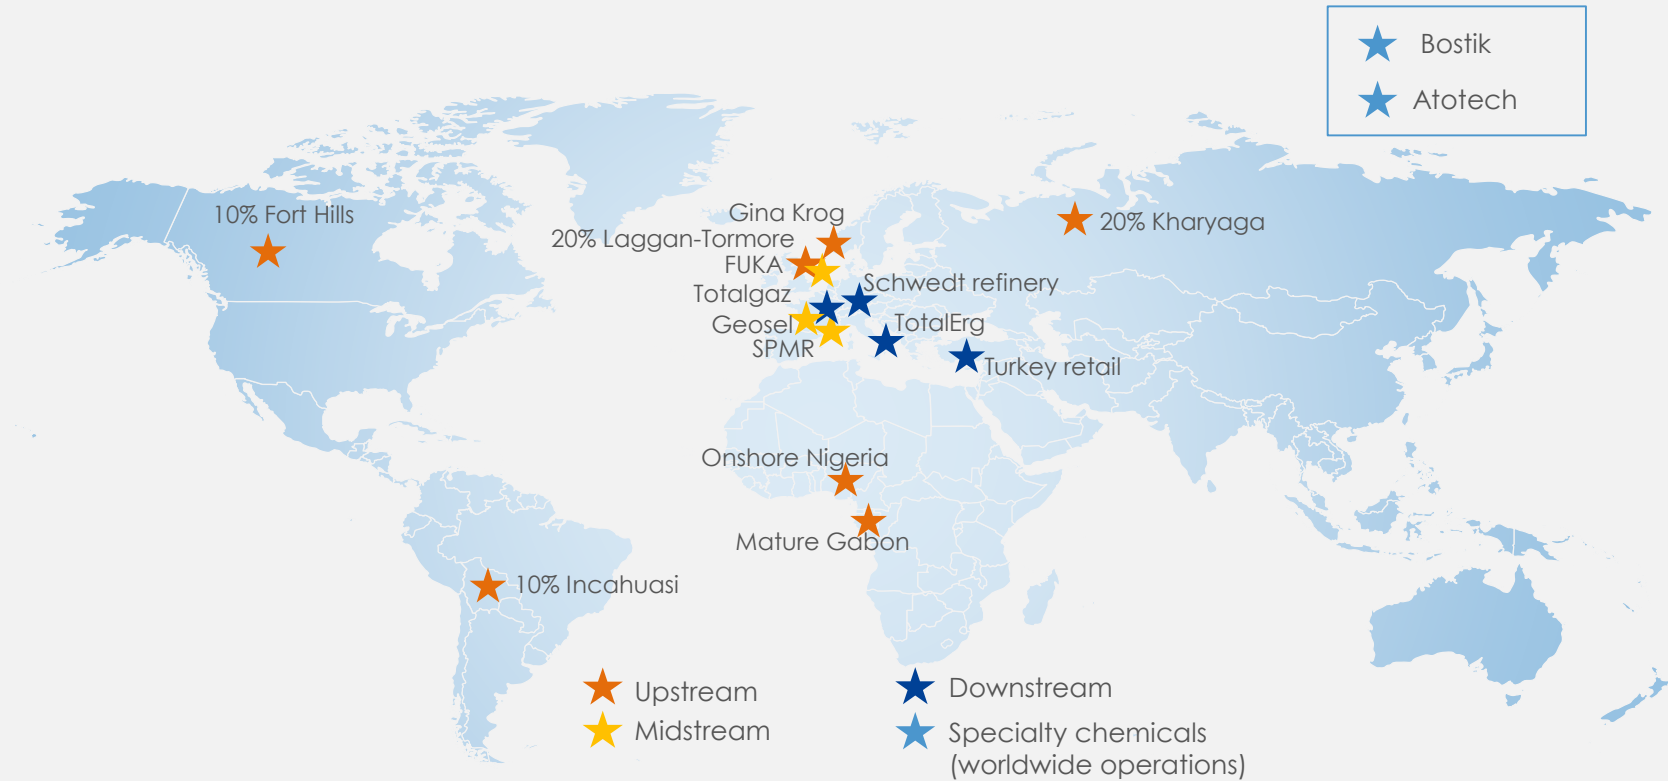 Bostik
Atotech
10% Fort Hills
Gina Krog
20% Kharyaga
20% Laggan-Tormore
FUKA
Schwedt refinery
Totalgaz
Geosel
TotalErg
SPMR
Turkey retail
Onshore Nigeria
Mature Gabon
10% Incahuasi
Upstream
Downstream
Midstream
Specialty chemicals
(worldwide operations)